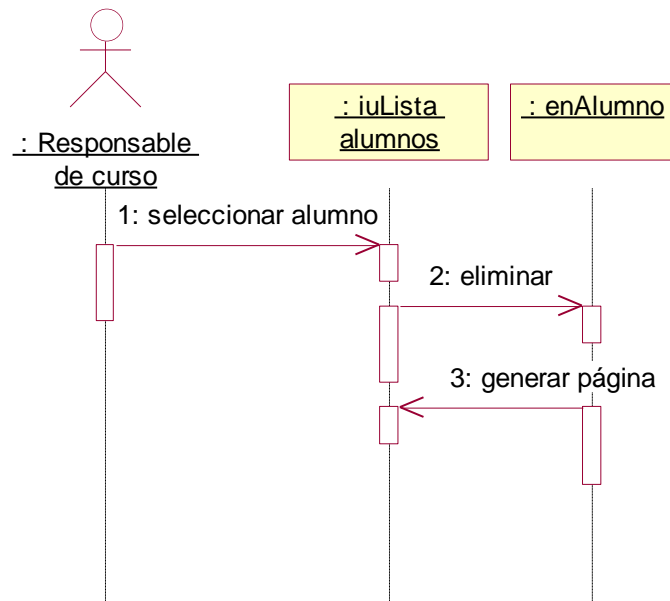 : Responsable
de curso
: iuLista
alumnos
: enAlumno
1: seleccionar alumno
2: eliminar
3: generar página